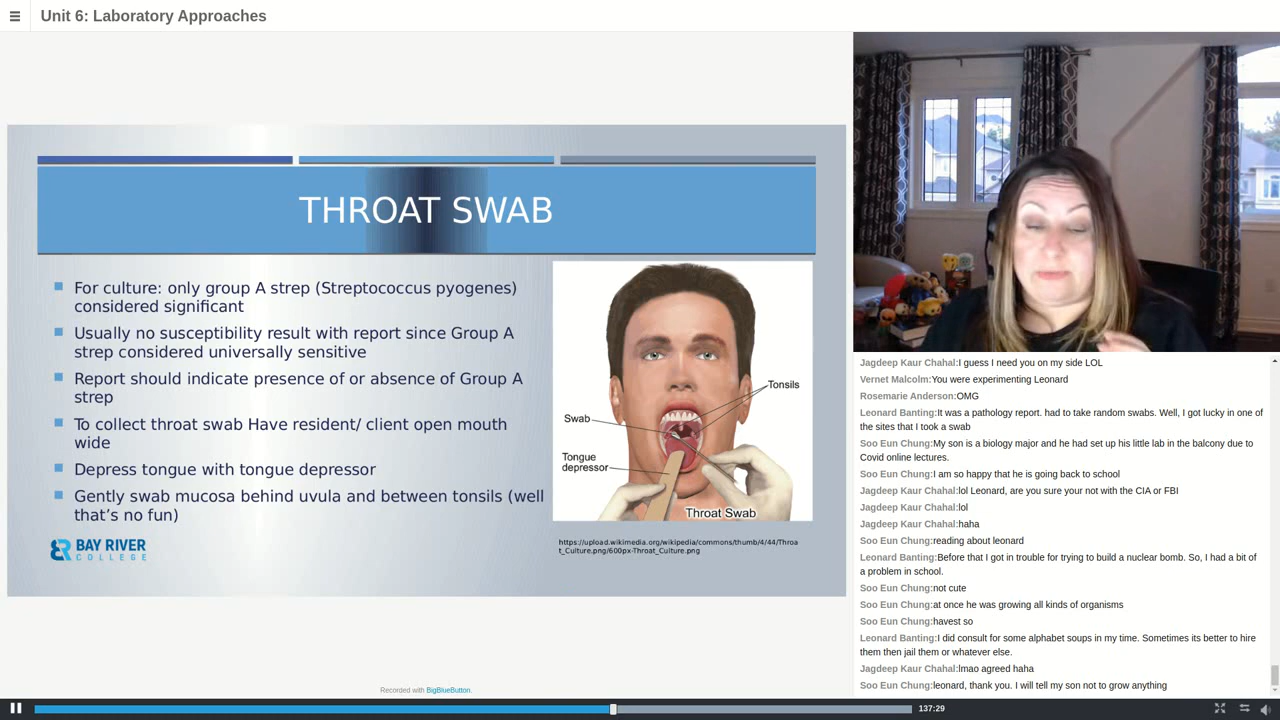 Unit 6: Laboratory Approaches
THROAT SWAB
For culture: only group A strep (Streptococcus pyogenes)
considered significant
Usually no susceptibility result with report since Group A
strep considered universally sensitive
Report should indicate presence of or absence of Group A
strep
To collect throat swab Have resident/ client open mouth
wide
Depress tongue with tongue depressor
Gently swab mucosa behind uvula and between tonsils (well
that's no fun)
BAY RIVER
COLLEGE
Tonsils
Swab
Tongue
depressor
Throat Swab
https://upload.wikimedia.org/wikipedia/commons/thumb/4/44/Throa
t_Culture.png/600px-Throat_Culture.png
Recorded with BigBlueButton.
Jagdeep Kaur Chahal:I guess I need you on my side LOL
Vernet Malcolm:You were experimenting Leonard
Rosemarie Anderson:OMG
Leonard Banting:It was a pathology report. had to take random swabs. Well, I got lucky in one of
the sites that I took a swab
Soo Eun Chung:My son is a biology major and he had set up his little lab in the balcony due to
Covid online lectures.
Soo Eun Chung:I am so happy that he is going back to school
Jagdeep Kaur Chahal:lol Leonard, are you sure your not with the CIA or FBI
Jagdeep Kaur Chahal:lol
Jagdeep Kaur Chahal:haha
Soo Eun Chung:reading about leonard
Leonard Banting:Before that I got in trouble for trying to build a nuclear bomb. So, I had a bit of
a problem in school.
Soo Eun Chung:not cute
Soo Eun Chung:at once he was growing all kinds of organisms
Soo Eun Chung:havest so
Leonard Banting:I did consult for some alphabet soups in my time. Sometimes its better to hire
them then jail them or whatever else.
Jagdeep Kaur Chahal:lmao agreed haha
Soo Eun Chung:leonard, thank you. I will tell my son not to grow anything
137:29